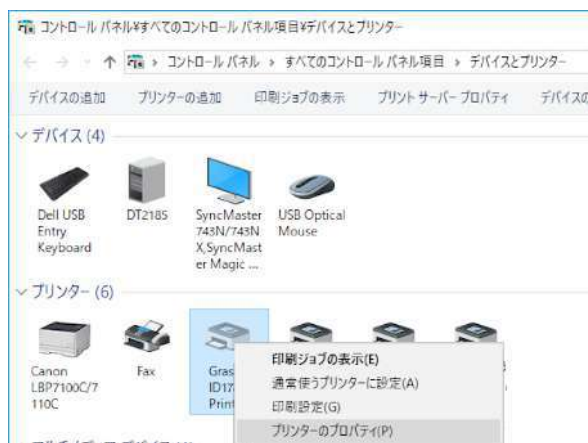 コントロール パネル¥すべてのコントロール パネル項目¥デバイスとプリンター
コントロール パネル › すべてのコントロール パネル項目 › デバイスとプリンター
デバイスの追加 プリンターの追加 印刷ジョブの表示 プリント サーバー プロパティ デバイスの
デバイス (4)
Dell USB
Entry
Keyboard
DT2185
SyncMaster
743N/743N
X,SyncMast
er Magic ...
USB Optical
Mouse
プリンター (6)
Canon
LBP7100C/7
110C
Fax
Gras
ID17
Print
印刷ジョブの表示(E)
通常使うプリンターに設定(A)
印刷設定(G)
プリンターのプロパティ(P)